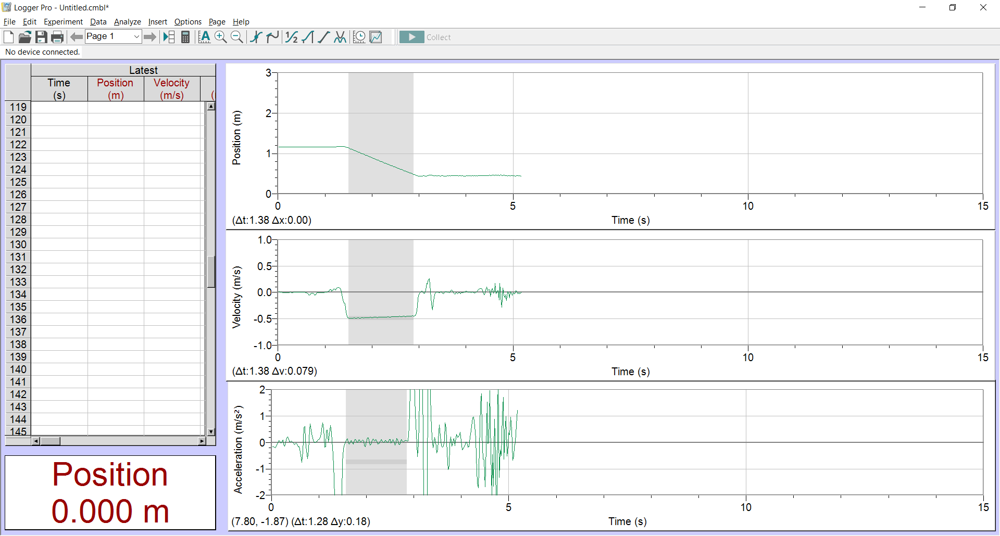 Logger Pro - Untitled.cmbl*
File Edit Experiment Data Analyze Insert Options Page Help
Page 1
Collect
No device connected.
Latest
Time Position Velocity
(s) (m) (m/s) (
119
120
121
122
123
124
125
126
127
128
129
130
131
132
133
134
135
136
137
138
139
140
141
142
143
144
145
Position
0.000 m
3
2
1
0
Position (m)
0 5 10 15
(Δt:1.38 Δx:0.00) Time (s)
1.0
0.5
0.0
-0.5
-1.0
Velocity (m/s)
0 5 10 15
(Δt:1.38 Δv:0.079) Time (s)
2
1
0
-1
-2
Acceleration (m/s²)
0 5 10 15
(7.80, -1.87) (Δt:1.28 Δy:0.18) Time (s)